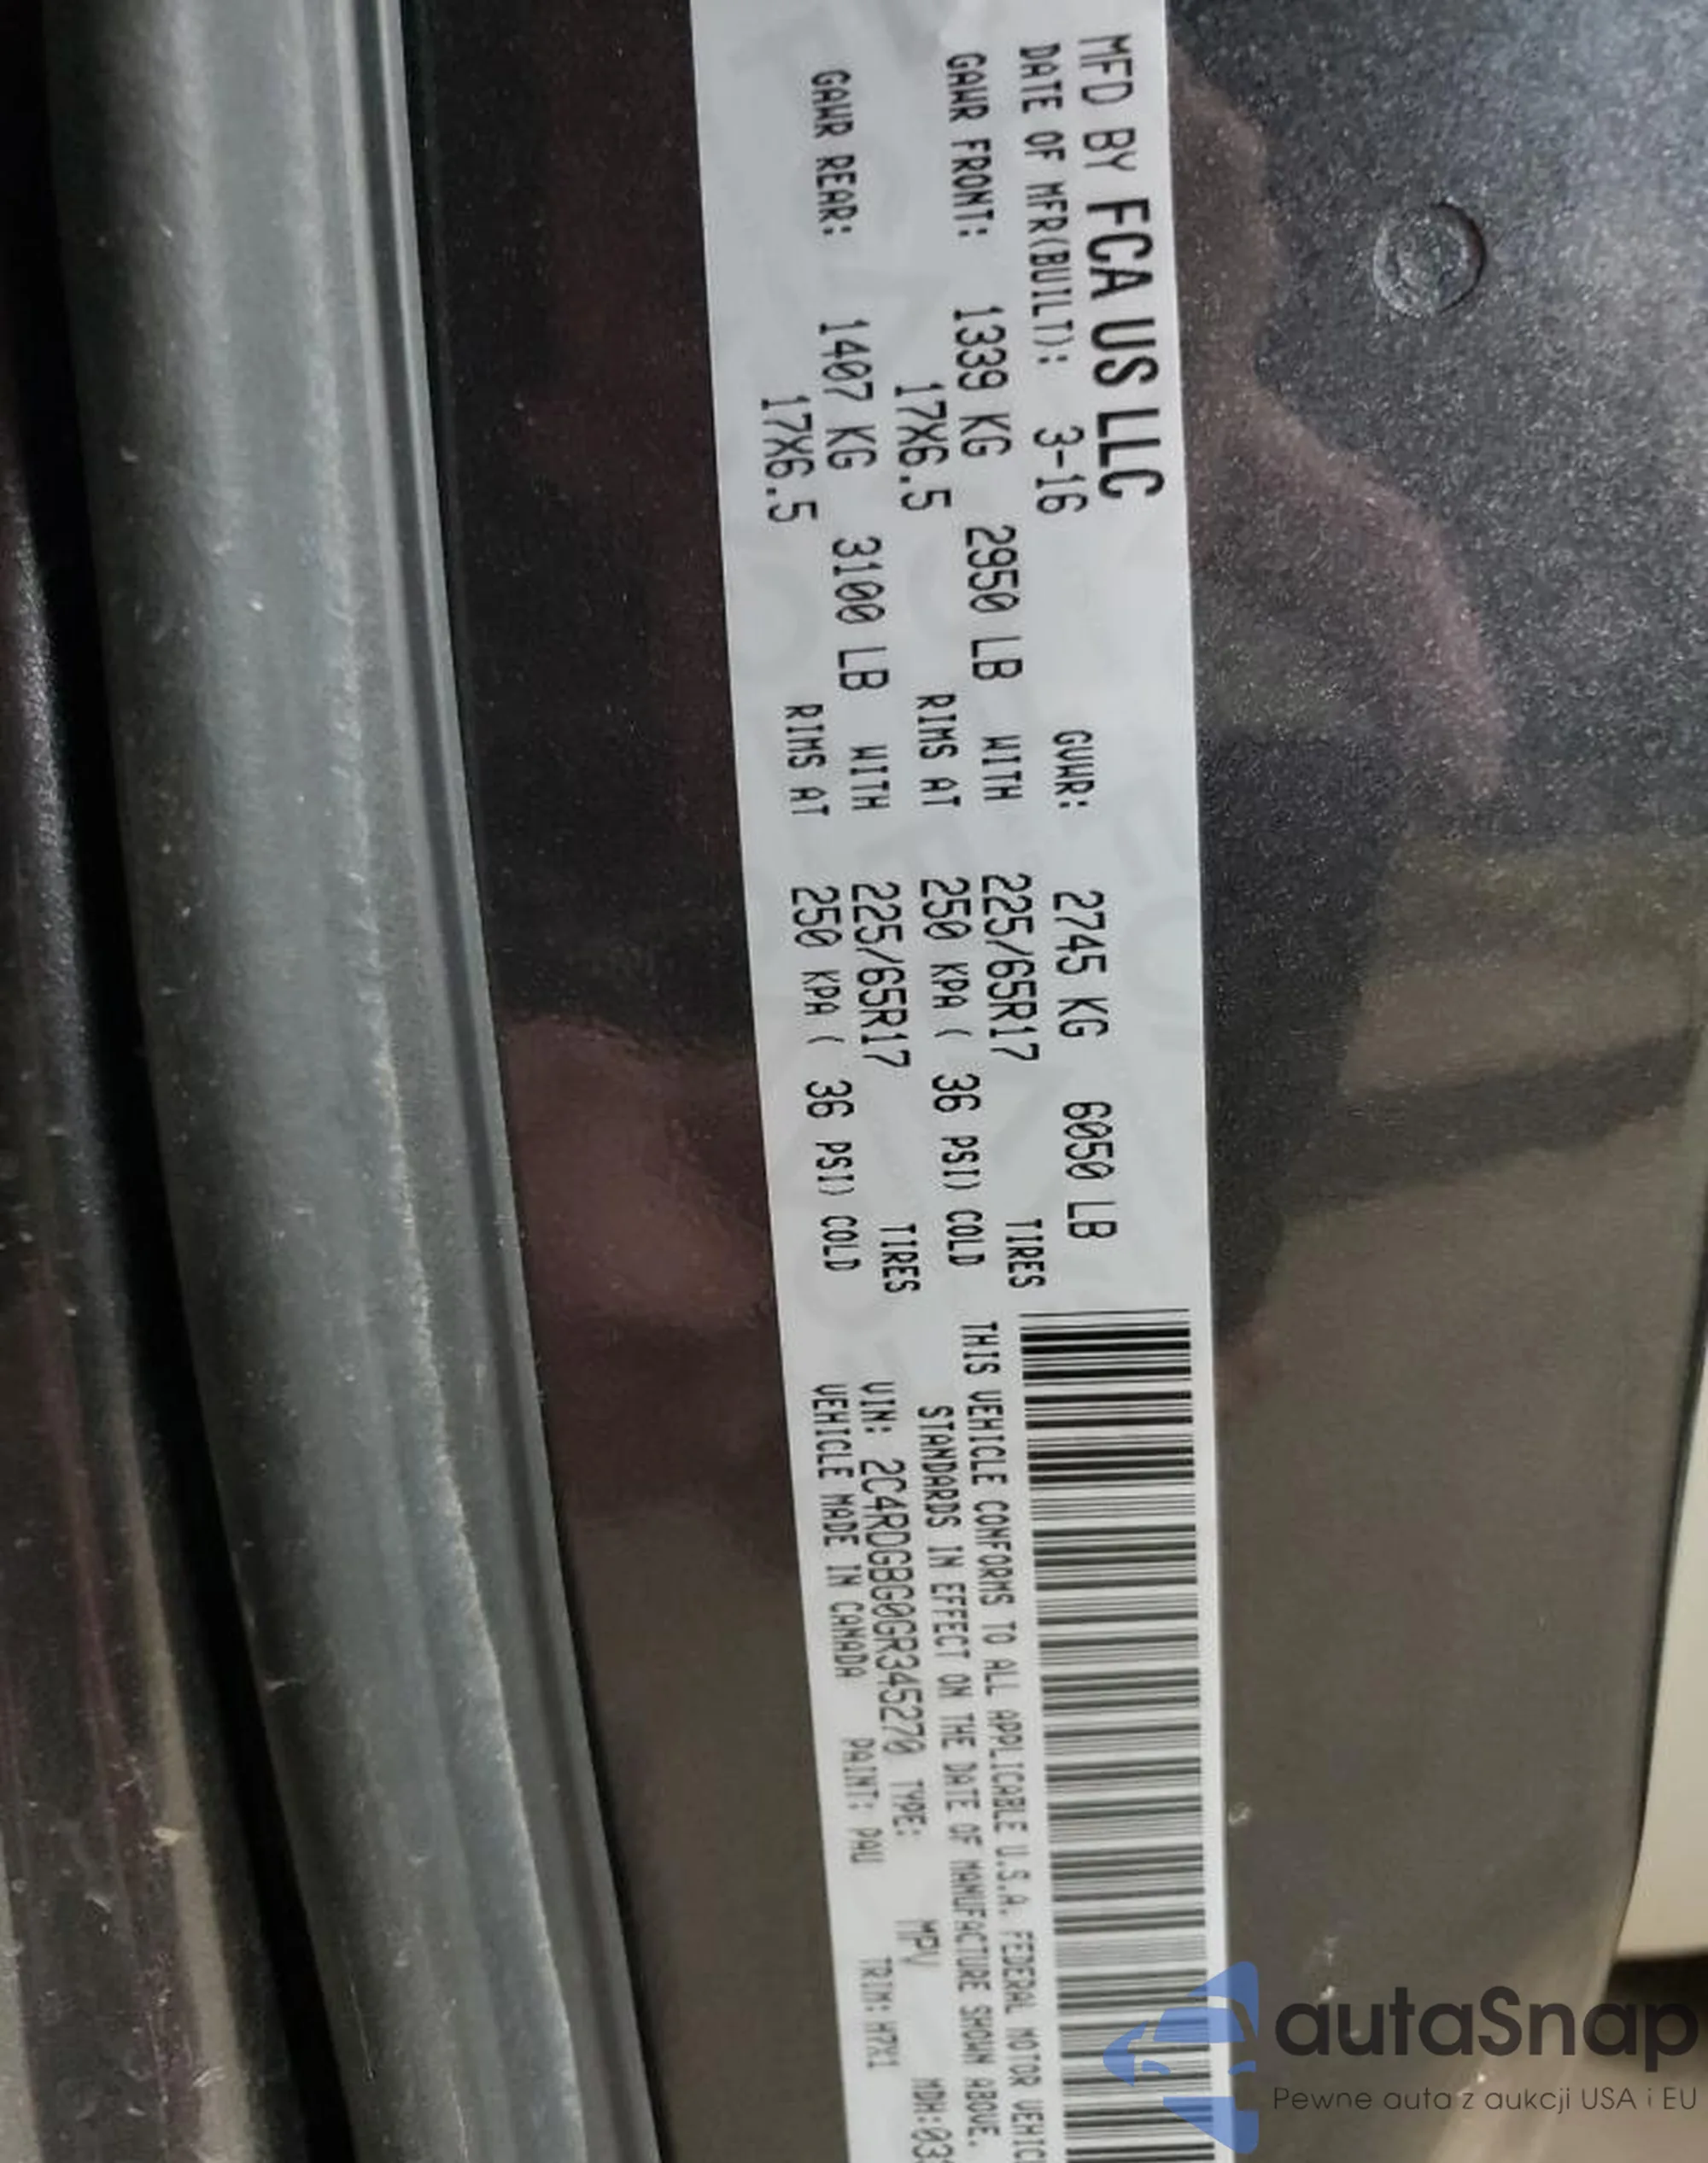 MFD BY FCA US LLC
DATE OF MFR(BUILT): 3-16 GVWR: 2745 KG 6050 LB
GAWR FRONT: 1339 KG 2950 LB WITH 225/65R17 TIRES
17X6.5 RIMS AT 250 KPA ( 36 PSI) COLD
GAWR REAR: 1407 KG 3100 LB WITH 225/65R17 TIRES
17X6.5 RIMS AT 250 KPA ( 36 PSI) COLD
THIS VEHICLE CONFORMS TO ALL APPLICABLE U.S.A. FEDERAL MOTOR VEHIC
STANDARDS IN EFFECT ON THE DATE OF MANUFACTURE SHOWN ABOVE.
VIN: 2C4RDGBG0GR345270 TYPE: MPV MDH:03
VEHICLE MADE IN CANADA PAINT: PAU TRIM:H7X1
autaSnap
Pewne auta z aukcji USA i EU